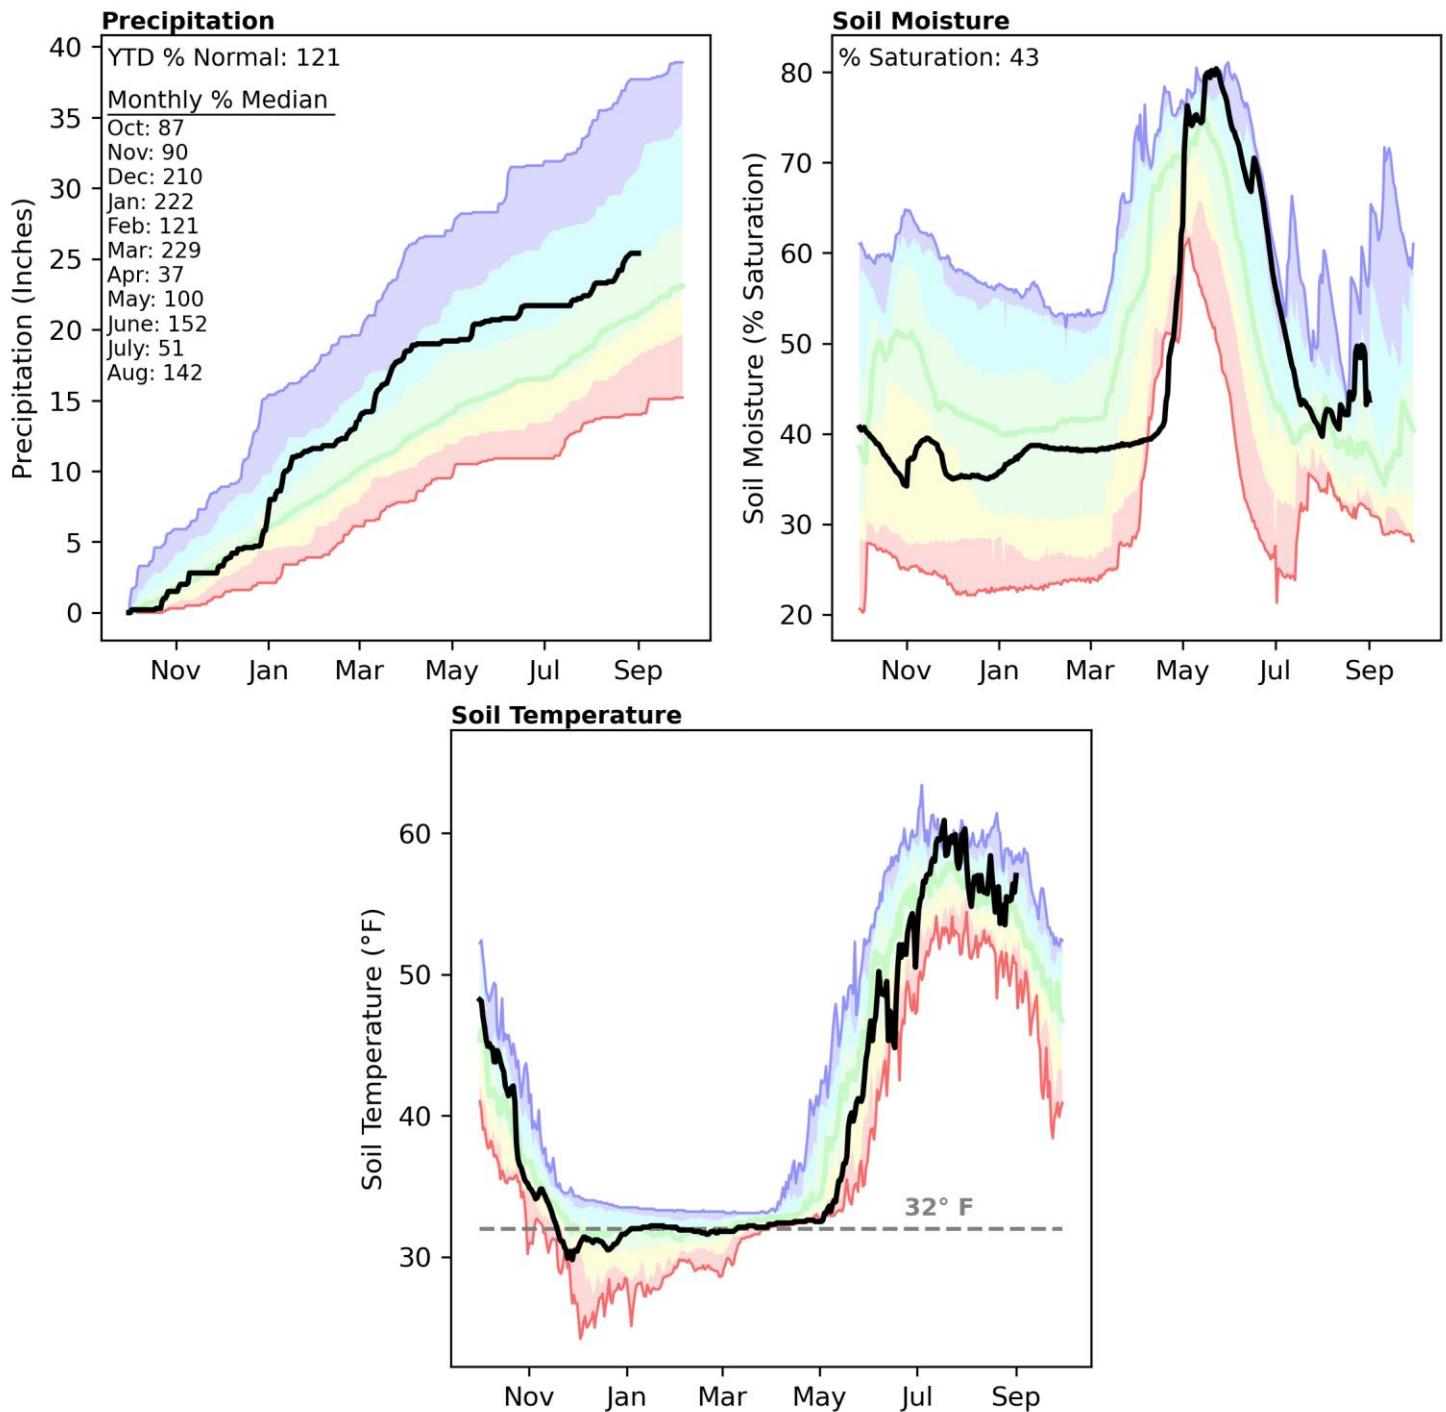 Precipitation
YTD % Normal: 121
Monthly % Median
Oct: 87
Nov: 90
Dec: 210
Jan: 222
Feb: 121
Mar: 229
Apr: 37
May: 100
June: 152
July: 51
Aug: 142
Precipitation (Inches)
40
35
30
25
20
15
10
5
0
Nov Jan Mar May Jul Sep
Soil Moisture
% Saturation: 43
Soil Moisture (% Saturation)
80
70
60
50
40
30
20
Nov Jan Mar May Jul Sep
Soil Temperature
Soil Temperature (°F)
60
50
40
30
32° F
Nov Jan Mar May Jul Sep